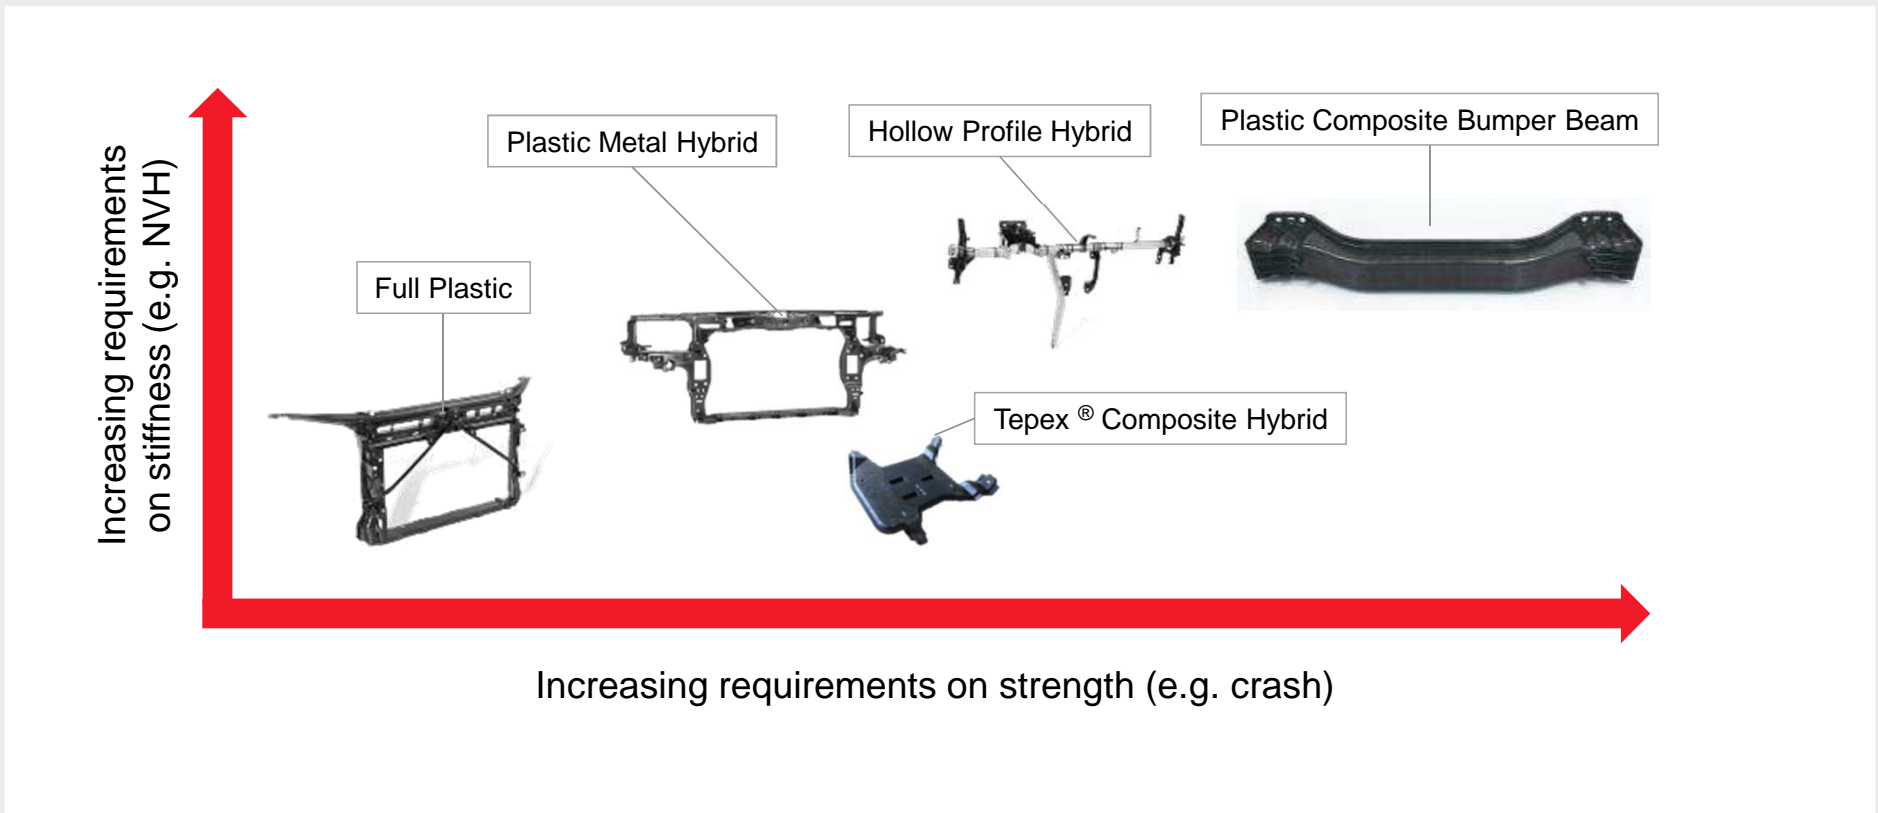 Increasing requirements
on stiffness (e.g. NVH)
Full Plastic
Plastic Metal Hybrid
Hollow Profile Hybrid
Plastic Composite Bumper Beam
Tepex ® Composite Hybrid
Increasing requirements on strength (e.g. crash)